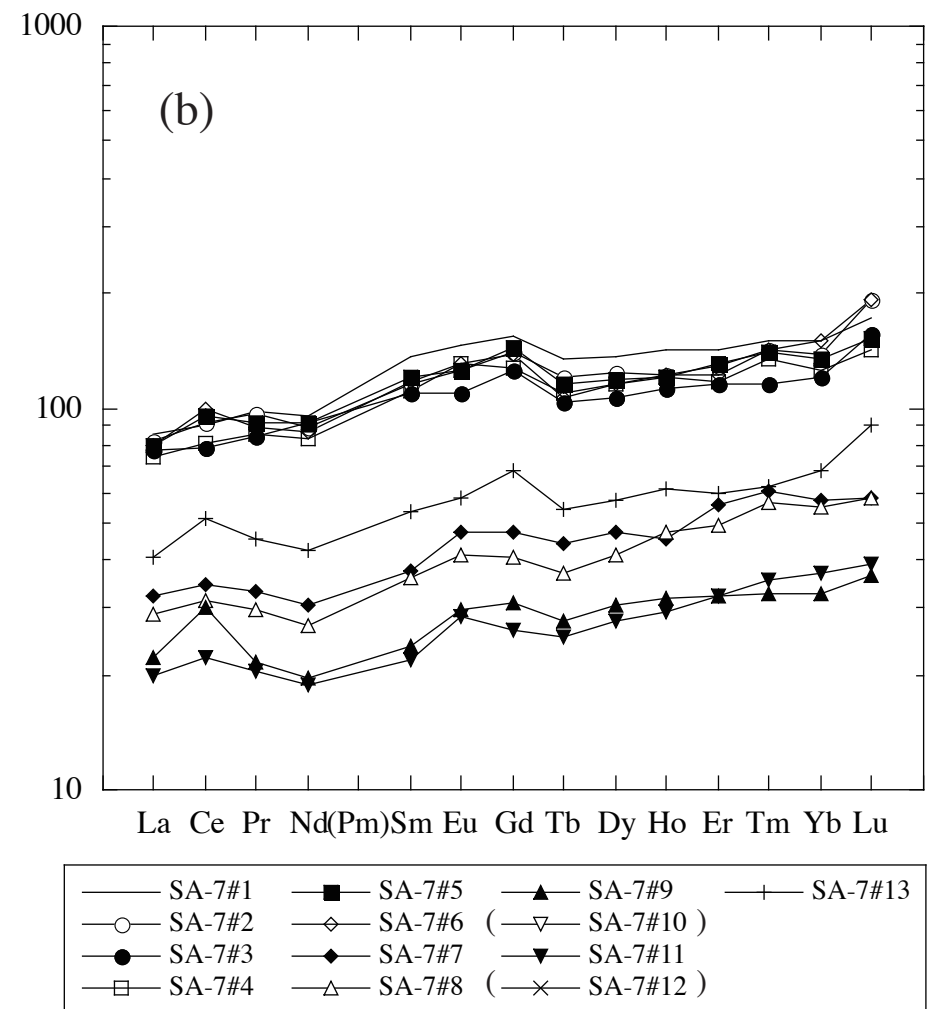 1000
(b)
100
10
La Ce Pr Nd(Pm)Sm Eu Gd Tb Dy Ho Er Tm Yb Lu
SA-7#1 SA-7#5 SA-7#9 SA-7#13
SA-7#2 SA-7#6 ( SA-7#10 )
SA-7#3 SA-7#7 SA-7#11
SA-7#4 SA-7#8 ( SA-7#12 )